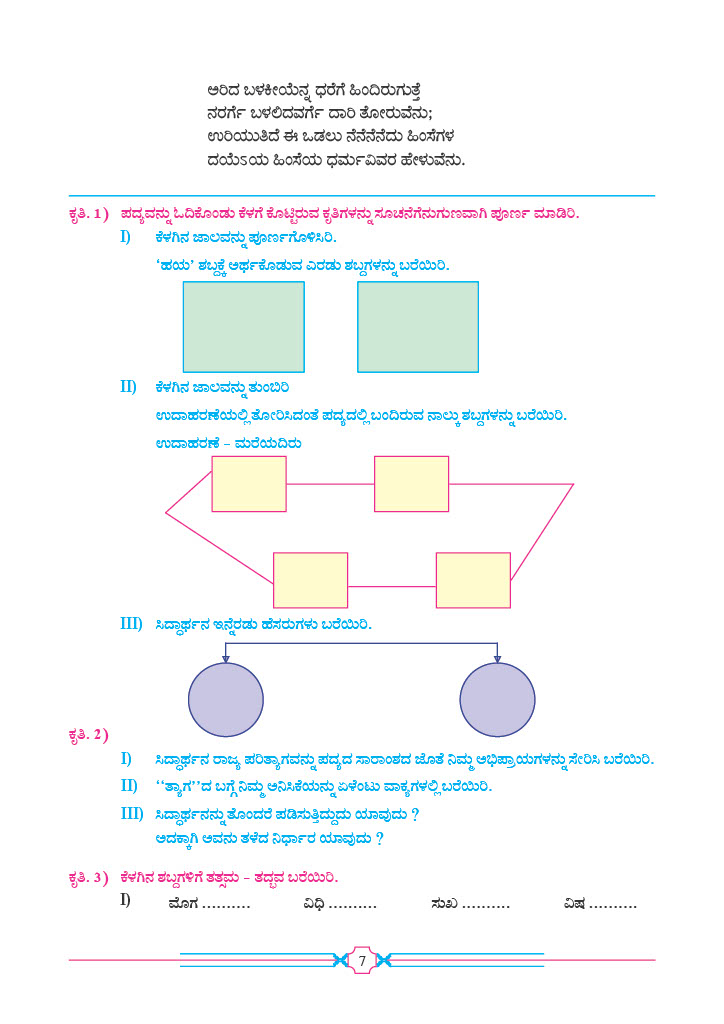 ಅರಿದ ಬಳಕೀಯೆನ್ನ ಧರೆಗೆ ಹಿಂದಿರುಗುತ್ತೆ
ನರರ್ಗೆ ಬಳಲಿದವರ್ಗೆ ದಾರಿ ತೋರುವೆನು;
ಉರಿಯುತಿದೆ ಈ ಒಡಲು ನೆನೆನೆನೆದು ಹಿಂಸೆಗಳ
ದಯೆಽಯ ಹಿಂಸೆಯ ಧರ್ಮವಿವರ ಹೇಳುವೆನು.
ಕೃತಿ. 1) ಪದ್ಯವನ್ನು ಓದಿಕೊಂಡು ಕೆಳಗೆ ಕೊಟ್ಟಿರುವ ಕೃತಿಗಳನ್ನು ಸೂಚನೆಗೆನುಗುಣವಾಗಿ ಪೂರ್ಣ ಮಾಡಿರಿ.
I) ಕೆಳಗಿನ ಜಾಲವನ್ನು ಪೂರ್ಣಗೊಳಿಸಿರಿ.
‘ಹಯ’ ಶಬ್ದಕ್ಕೆ ಅರ್ಥಕೊಡುವ ಎರಡು ಶಬ್ದಗಳನ್ನು ಬರೆಯಿರಿ.
II) ಕೆಳಗಿನ ಜಾಲವನ್ನು ತುಂಬಿರಿ
ಉದಾಹರಣೆಯಲ್ಲಿ ತೋರಿಸಿದಂತೆ ಪದ್ಯದಲ್ಲಿ ಬಂದಿರುವ ನಾಲ್ಕು ಶಬ್ದಗಳನ್ನು ಬರೆಯಿರಿ.
ಉದಾಹರಣೆ – ಮರೆಯದಿರು
III) ಸಿದ್ಧಾರ್ಥನ ಇನ್ನೆರಡು ಹೆಸರುಗಳು ಬರೆಯಿರಿ.
ಕೃತಿ. 2)
I) ಸಿದ್ಧಾರ್ಥನ ರಾಜ್ಯ ಪರಿತ್ಯಾಗವನ್ನು ಪದ್ಯದ ಸಾರಾಂಶದ ಜೊತೆ ನಿಮ್ಮ ಅಭಿಪ್ರಾಯಗಳನ್ನು ಸೇರಿಸಿ ಬರೆಯಿರಿ.
II) ‘‘ತ್ಯಾಗ’’ದ ಬಗ್ಗೆ ನಿಮ್ಮ ಅನಿಸಿಕೆಯನ್ನು ಏಳೆಂಟು ವಾಕ್ಯಗಳಲ್ಲಿ ಬರೆಯಿರಿ.
III) ಸಿದ್ಧಾರ್ಥನನ್ನು ತೊಂದರೆ ಪಡಿಸುತ್ತಿದ್ದುದು ಯಾವುದು ?
ಅದಕ್ಕಾಗಿ ಅವನು ತಳೆದ ನಿರ್ಧಾರ ಯಾವುದು ?
ಕೃತಿ. 3) ಕೆಳಗಿನ ಶಬ್ದಗಳಿಗೆ ತತ್ಸಮ – ತದ್ಭವ ಬರೆಯಿರಿ.
I) ಮೊಗ .......... ವಿಧಿ .......... ಸುಖ .......... ವಿಷ ..........
7